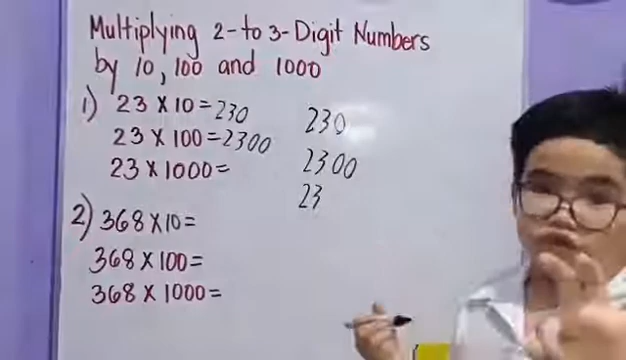 Multiplying 2-to 3-Digit Numbers
by 10, 100 and 1000
1) 23 x 10 = 230
23 x 100 = 2300
23 x 1000 =
2) 368 x 10 =
368 x 100 =
368 x 1000 =
230
2300
23